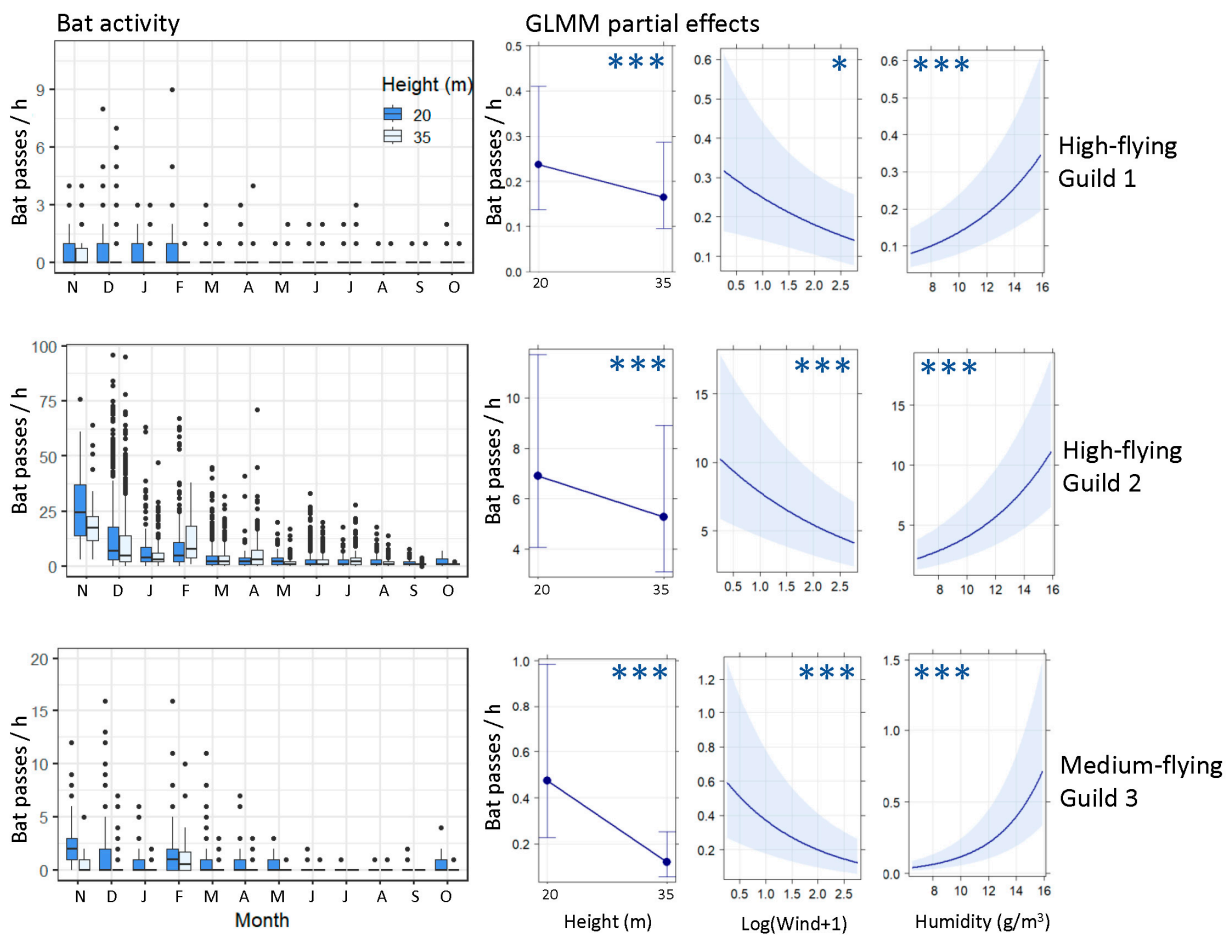 Bat activity
GLMM partial effects
Bat passes / h
9
6
3
0
Height (m)
20
35
N D J F M A M J J A S O
Bat passes / h
0.5
0.4
0.3
0.2
0.1
0.0
***
20 35
0.6
0.5
0.4
0.3
0.2
0.1
*
0.5 1.0 1.5 2.0 2.5
0.6
0.5
0.4
0.3
0.2
0.1
***
8 10 12 14 16
High-flying
Guild 1
Bat passes / h
100
75
50
25
0
N D J F M A M J J A S O
Bat passes / h
10
8
6
4
***
20 35
15
10
5
***
0.5 1.0 1.5 2.0 2.5
15
10
5
***
8 10 12 14 16
High-flying
Guild 2
Bat passes / h
20
15
10
5
0
N D J F M A M J J A S O
Month
Bat passes / h
1.0
0.8
0.6
0.4
0.2
***
20 35
Height (m)
1.2
1.0
0.8
0.6
0.4
0.2
***
0.5 1.0 1.5 2.0 2.5
Log(Wind+1)
1.5
1.0
0.5
0.0
***
8 10 12 14 16
Humidity (g/m³)
Medium-flying
Guild 3